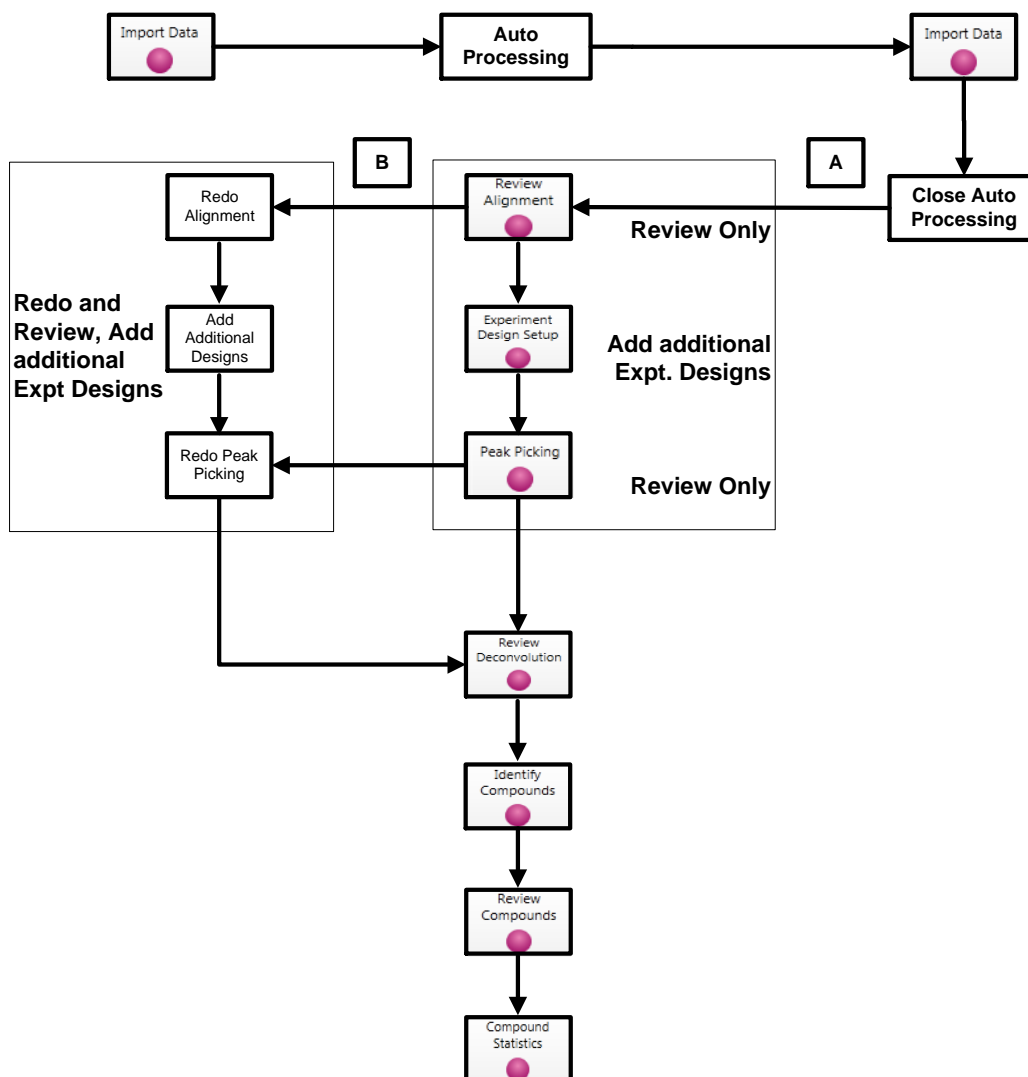 Import Data
Auto
Processing
Import Data
B
A
Redo
Alignment
Review
Alignment
Close Auto
Processing
Review Only
Redo and
Review, Add
additional
Expt Designs
Add
Additional
Designs
Experiment
Design Setup
Add additional
Expt. Designs
Redo Peak
Picking
Peak Picking
Review Only
Review
Deconvolution
Identify
Compounds
Review
Compounds
Compound
Statistics